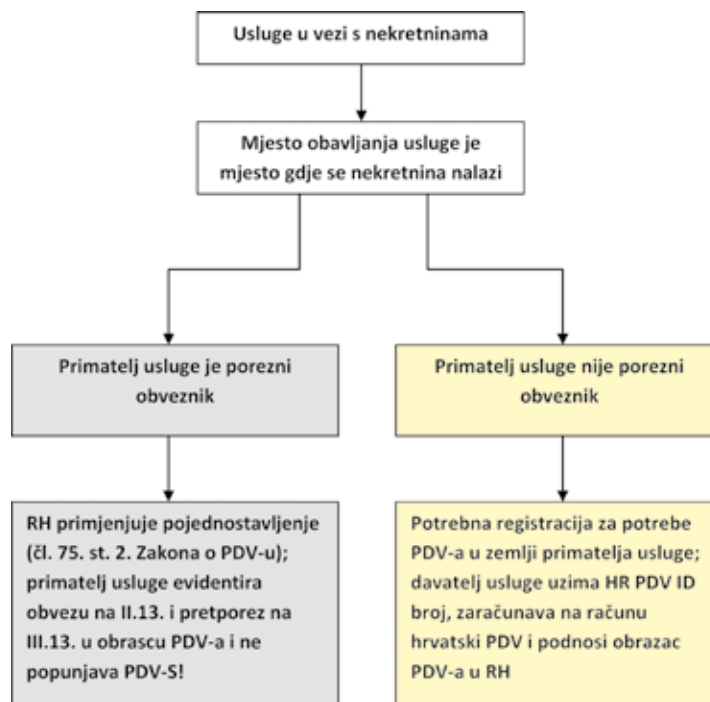 Usluge u vezi s nekretninama
Mjesto obavljanja usluge je
mjesto gdje se nekretnina nalazi
Primatelj usluge je porezni
obveznik
Primatelj usluge nije porezni
obveznik
RH primjenjuje pojednostavljenje
(čl. 75. st. 2. Zakona o PDV-u);
primatelj usluge evidentira
obvezu na II.13. i pretporez na
III.13. u obrascu PDV-a i ne
popunjava PDV-S!
Potrebna registracija za potrebe
PDV-a u zemlji primatelja usluge;
davatelj usluge uzima HR PDV ID
broj, zaračunava na računu
hrvatski PDV i podnosi obrazac
PDV-a u RH